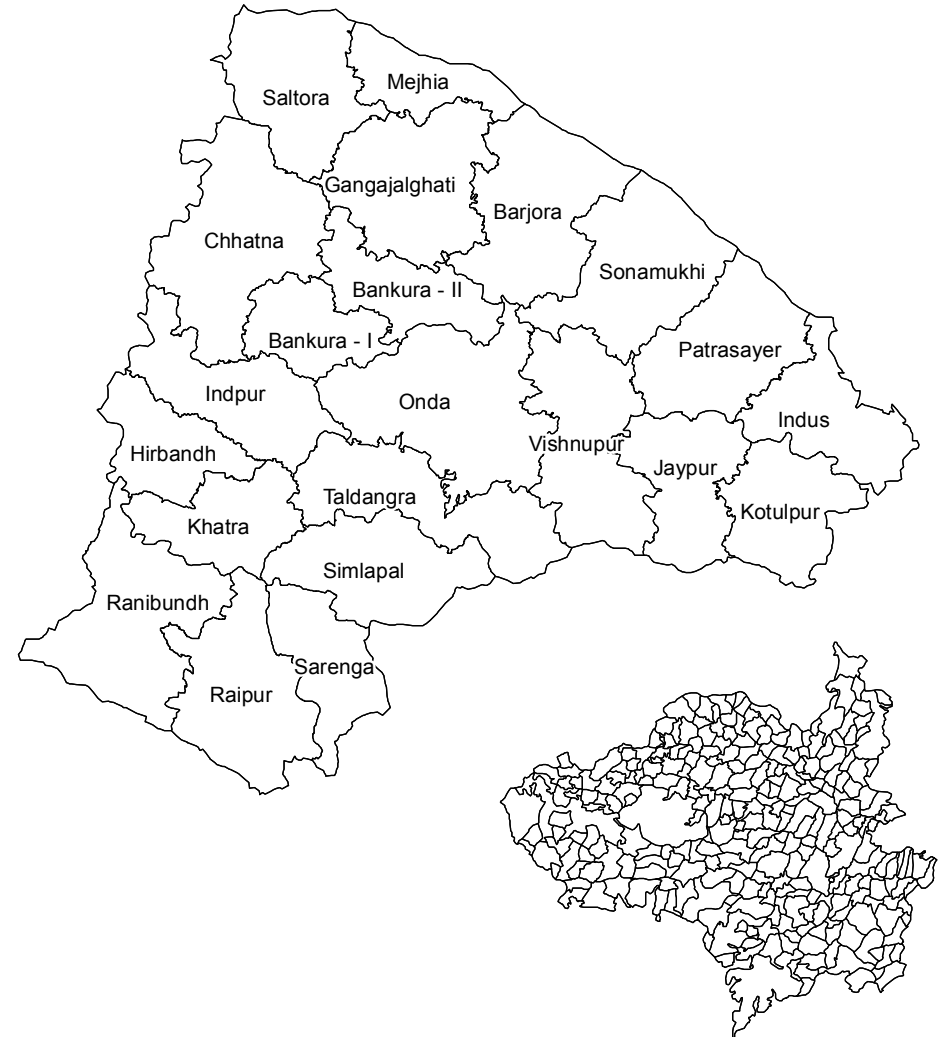 Mejhia
Saltora
Gangajalghati
Barjora
Chhatna
Sonamukhi
Bankura - II
Bankura - I
Patrasayer
Indpur
Onda
Indus
Vishnupur
Hirbandh
Jaypur
Taldangra
Kotulpur
Khatra
Simlapal
Ranibundh
Sarenga
Raipur